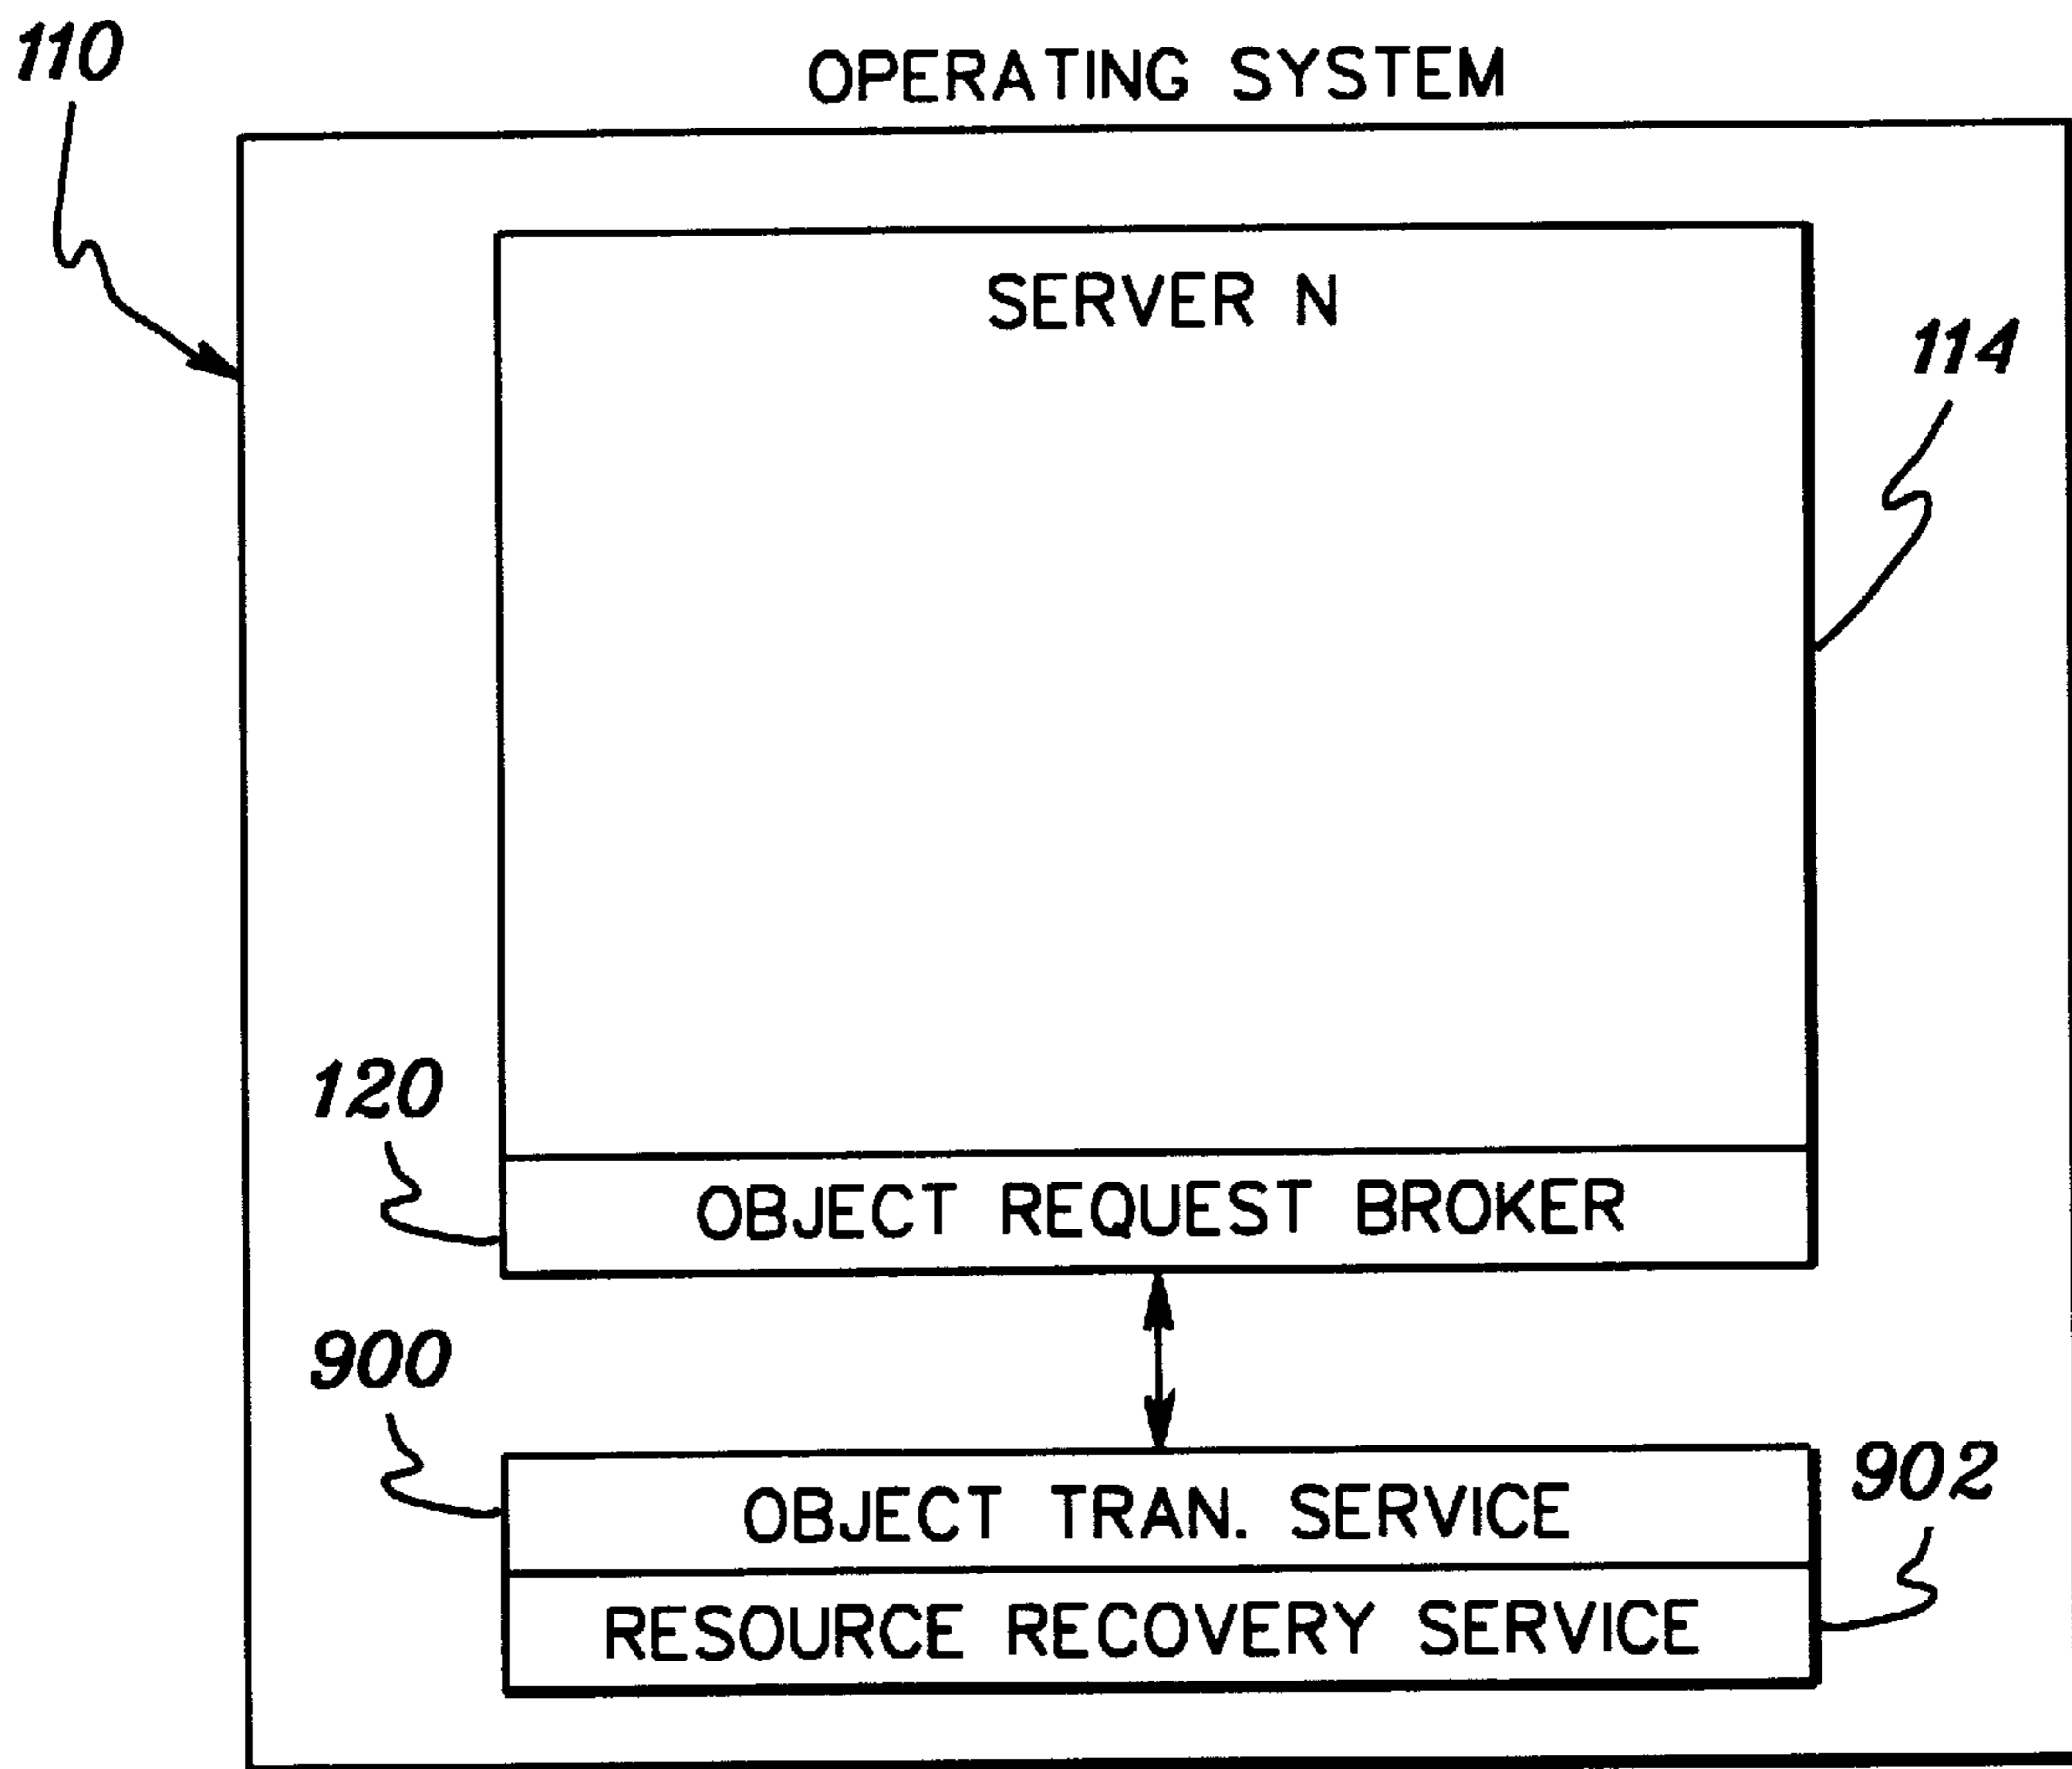 110
OPERATING SYSTEM
SERVER N
114
120
OBJECT REQUEST BROKER
900
OBJECT TRAN. SERVICE
902
RESOURCE RECOVERY SERVICE